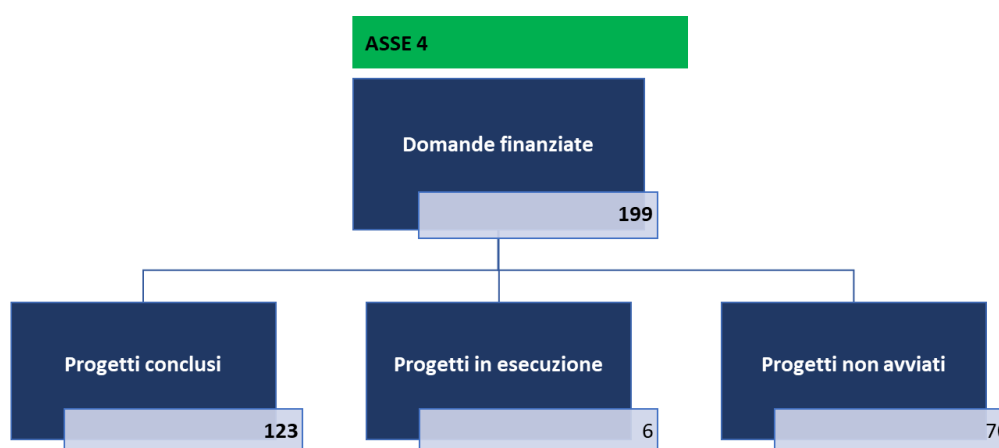 ASSE 4
Domande finanziate
199
Progetti conclusi
Progetti in esecuzione
Progetti non avviati
123
6
70